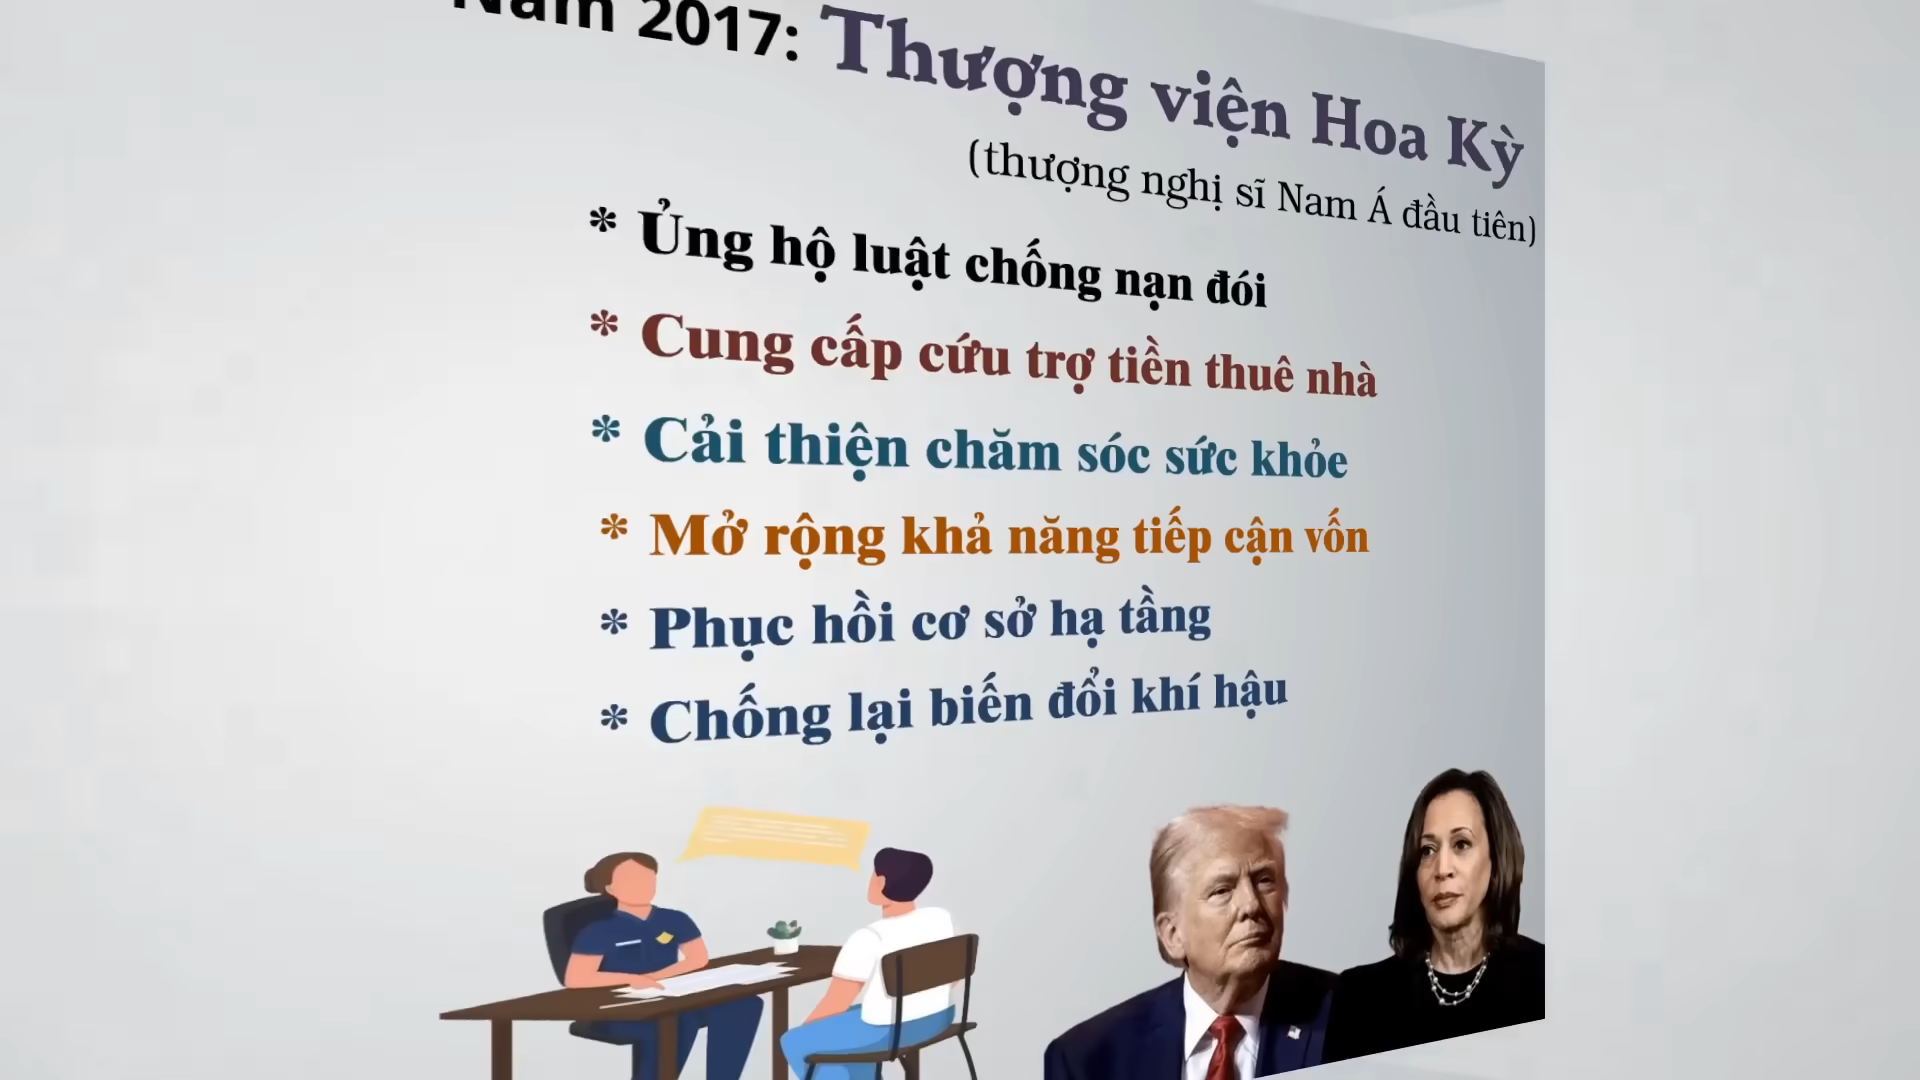 Năm 2017: Thượng viện Hoa Kỳ
(thượng nghị sĩ Nam Á đầu tiên)
* Ủng hộ luật chống nạn đói
* Cung cấp cứu trợ tiền thuê nhà
* Cải thiện chăm sóc sức khỏe
* Mở rộng khả năng tiếp cận vốn
* Phục hồi cơ sở hạ tầng
* Chống lại biến đổi khí hậu